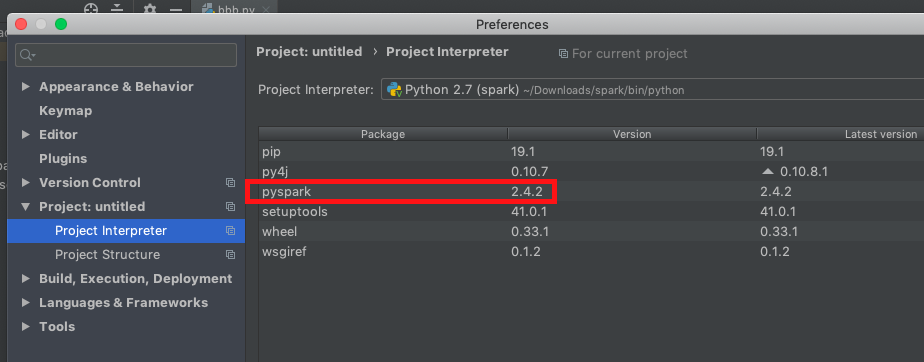 bbb.py
Preferences
Appearance & Behavior
Keymap
Editor
Plugins
Version Control
Project: untitled
Project Interpreter
Project Structure
Build, Execution, Deployment
Languages & Frameworks
Tools
Project: untitled › Project Interpreter For current project
Project Interpreter: Python 2.7 (spark) ~/Downloads/spark/bin/python
Package Version Latest version
pip 19.1 19.1
py4j 0.10.7 0.10.8.1
pyspark 2.4.2 2.4.2
setuptools 41.0.1 41.0.1
wheel 0.33.1 0.33.1
wsgiref 0.1.2 0.1.2